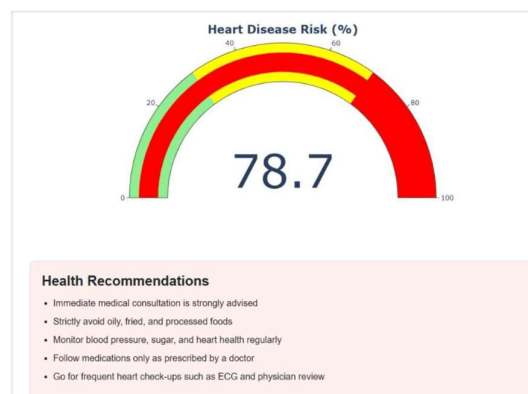 Heart Disease Risk (%)
40
60
20
80
78.7
0
100
Health Recommendations
• Immediate medical consultation is strongly advised
• Strictly avoid oily, fried, and processed foods
• Monitor blood pressure, sugar, and heart health regularly
• Follow medications only as prescribed by a doctor
• Go for frequent heart check-ups such as ECG and physician review